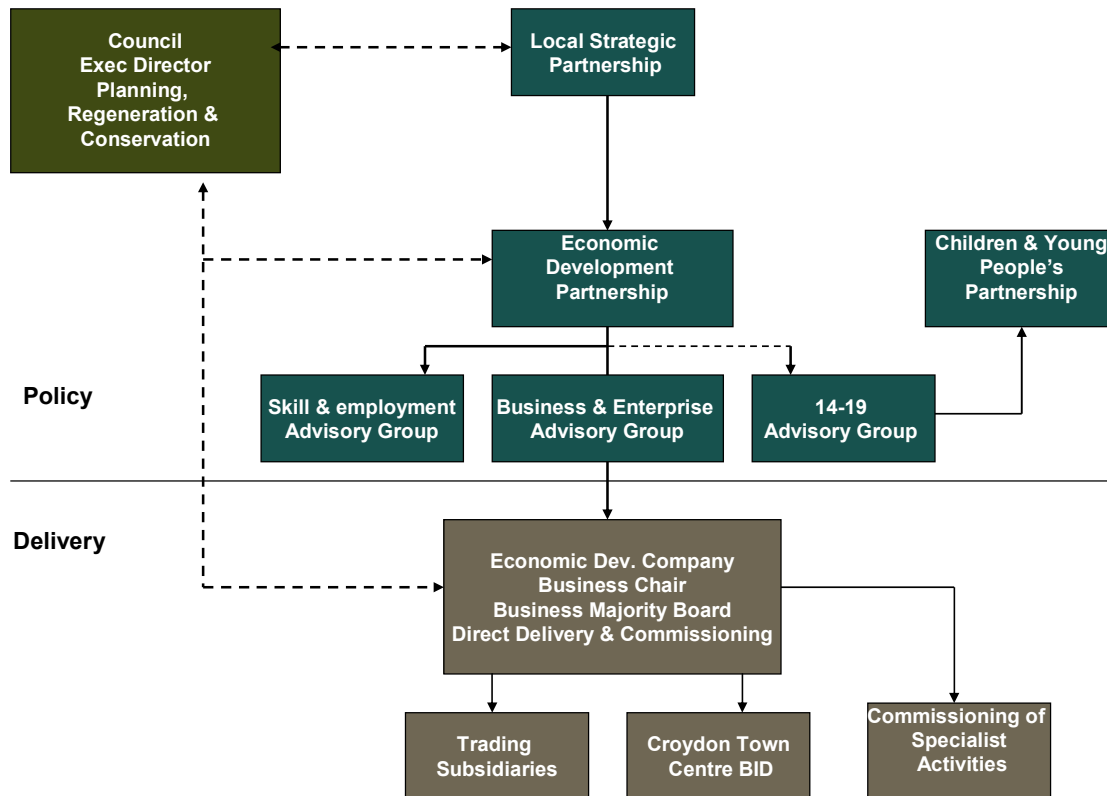 Council
Exec Director
Planning,
Regeneration &
Conservation
Local Strategic
Partnership
Economic
Development
Partnership
Children & Young
People's
Partnership
Policy
Skill & employment
Advisory Group
Business & Enterprise
Advisory Group
14-19
Advisory Group
Delivery
Economic Dev. Company
Business Chair
Business Majority Board
Direct Delivery & Commissioning
Trading
Subsidiaries
Croydon Town
Centre BID
Commissioning of
Specialist
Activities